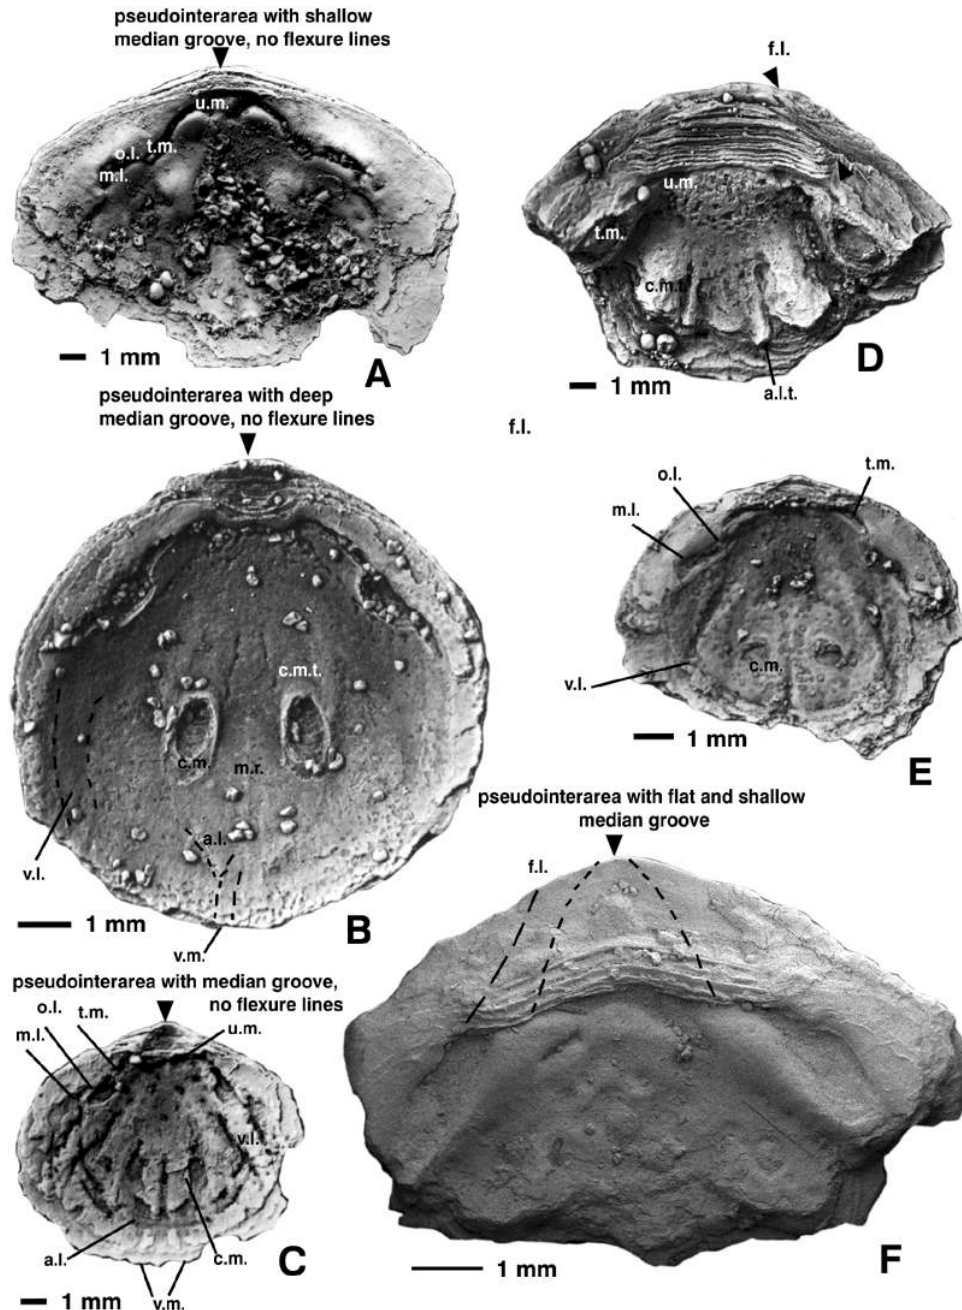 pseudointerarea with shallow
median groove, no flexure lines
u.m.
t.m.
o.l.
m.l.
1 mm
A
f.l.
u.m.
t.m.
c.m.t.
1 mm
D
a.l.t.
pseudointerarea with deep
median groove, no flexure lines
c.m.t.
c.m.
m.r.
a.l.
v.l.
1 mm
B
v.m.
f.l.
o.l.
t.m.
m.l.
c.m.
v.l.
1 mm
E
pseudointerarea with median groove,
no flexure lines
o.l.
t.m.
u.m.
m.l.
v.l.
a.l.
c.m.
C
1 mm
v.m.
pseudointerarea with flat and shallow
median groove
f.l.
F
1 mm